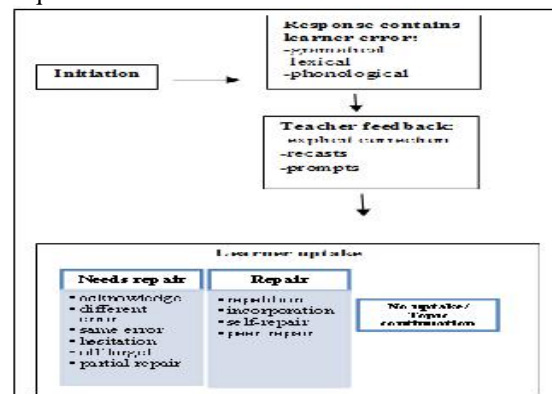 Response contains
learner error:
-gramatical
lexical
-phonological
Initiation
Teacher feedback:
explicit correction
-recasts
-prompts
Learner uptake
Needs repair
• acknowledge
• different
error
• same error
• hesitation
• off target
• partial repair
Repair
• repetition
• incorporation
• self-repair
• peer repair
No uptake/
Topic
continuation